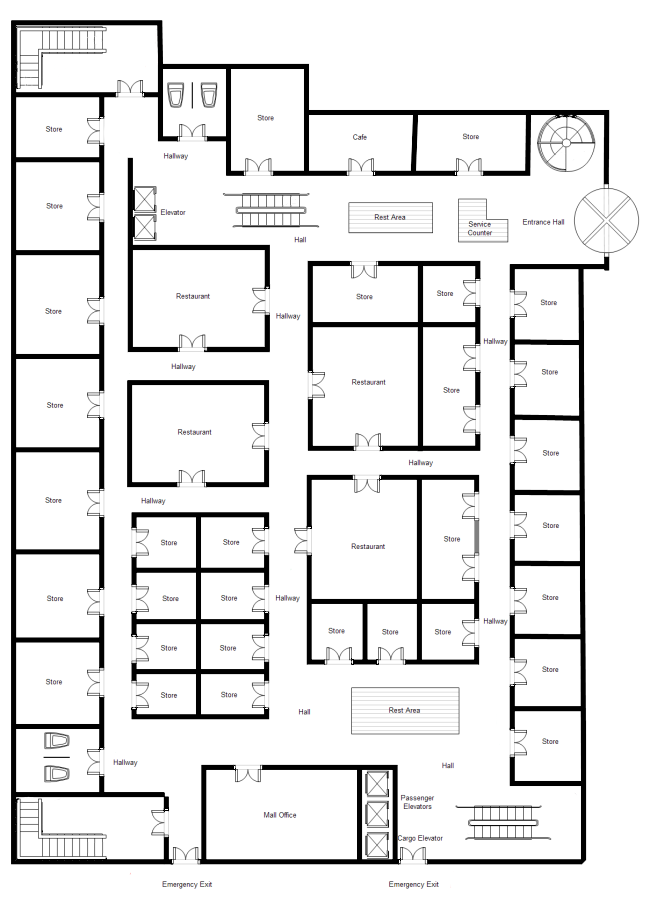 Store
Store
Cafe
Store
Hallway
Store
Elevator
Rest Area
Service
Counter
Entrance Hall
Hall
Store
Restaurant
Store
Store
Store
Hallway
Hallway
Hallway
Store
Restaurant
Store
Store
Store
Restaurant
Hallway
Store
Store
Hallway
Store
Restaurant
Store
Store
Store
Store
Store
Store
Hallway
Store
Store
Hallway
Store
Store
Store
Store
Store
Store
Store
Store
Store
Hall
Rest Area
Store
Hallway
Hall
Passenger
Elevators
Mall Office
Cargo Elevator
Emergency Exit
Emergency Exit